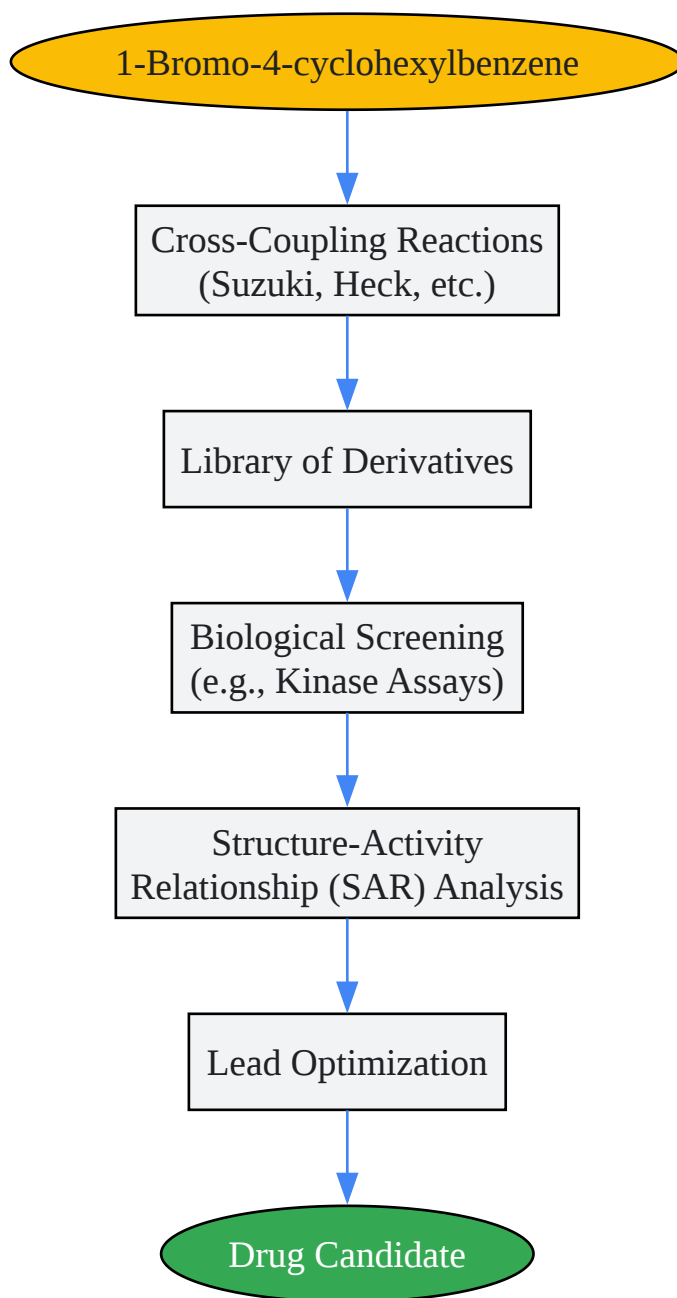 1-Bromo-4-cyclohexylbenzene
Cross-Coupling Reactions
(Suzuki, Heck, etc.)
Library of Derivatives
Biological Screening
(e.g., Kinase Assays)
Structure-Activity
Relationship (SAR) Analysis
Lead Optimization
Drug Candidate